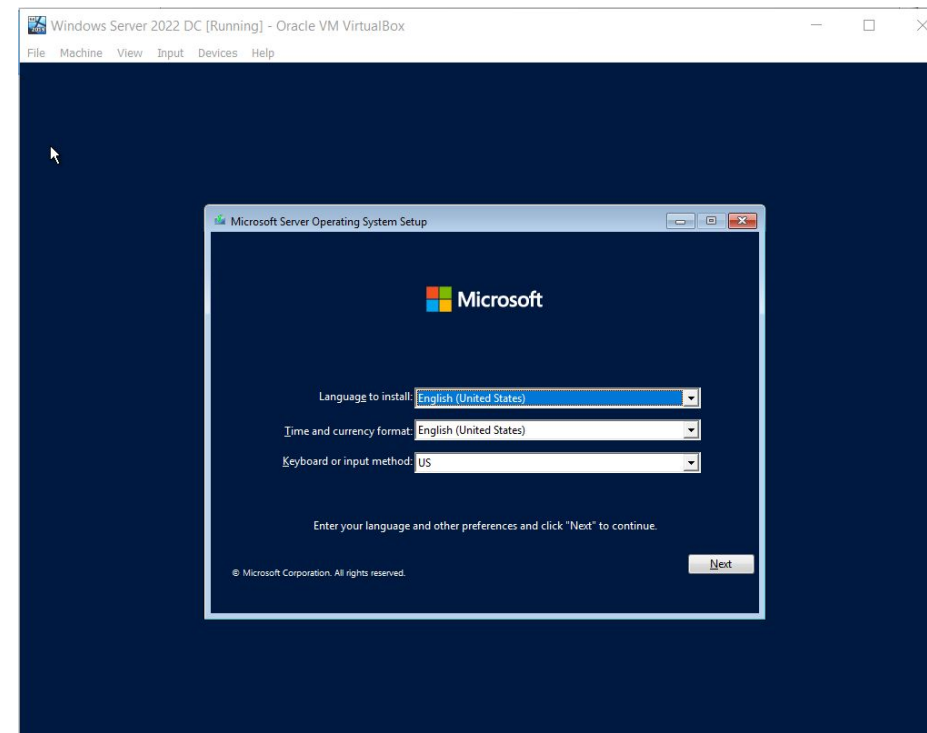 Windows Server 2022 DC [Running] - Oracle VM VirtualBox
File Machine View Input Devices Help
Microsoft Server Operating System Setup
Microsoft
Language to install: English (United States)
Time and currency format: English (United States)
Keyboard or input method: US
Enter your language and other preferences and click "Next" to continue.
Next
© Microsoft Corporation. All rights reserved.